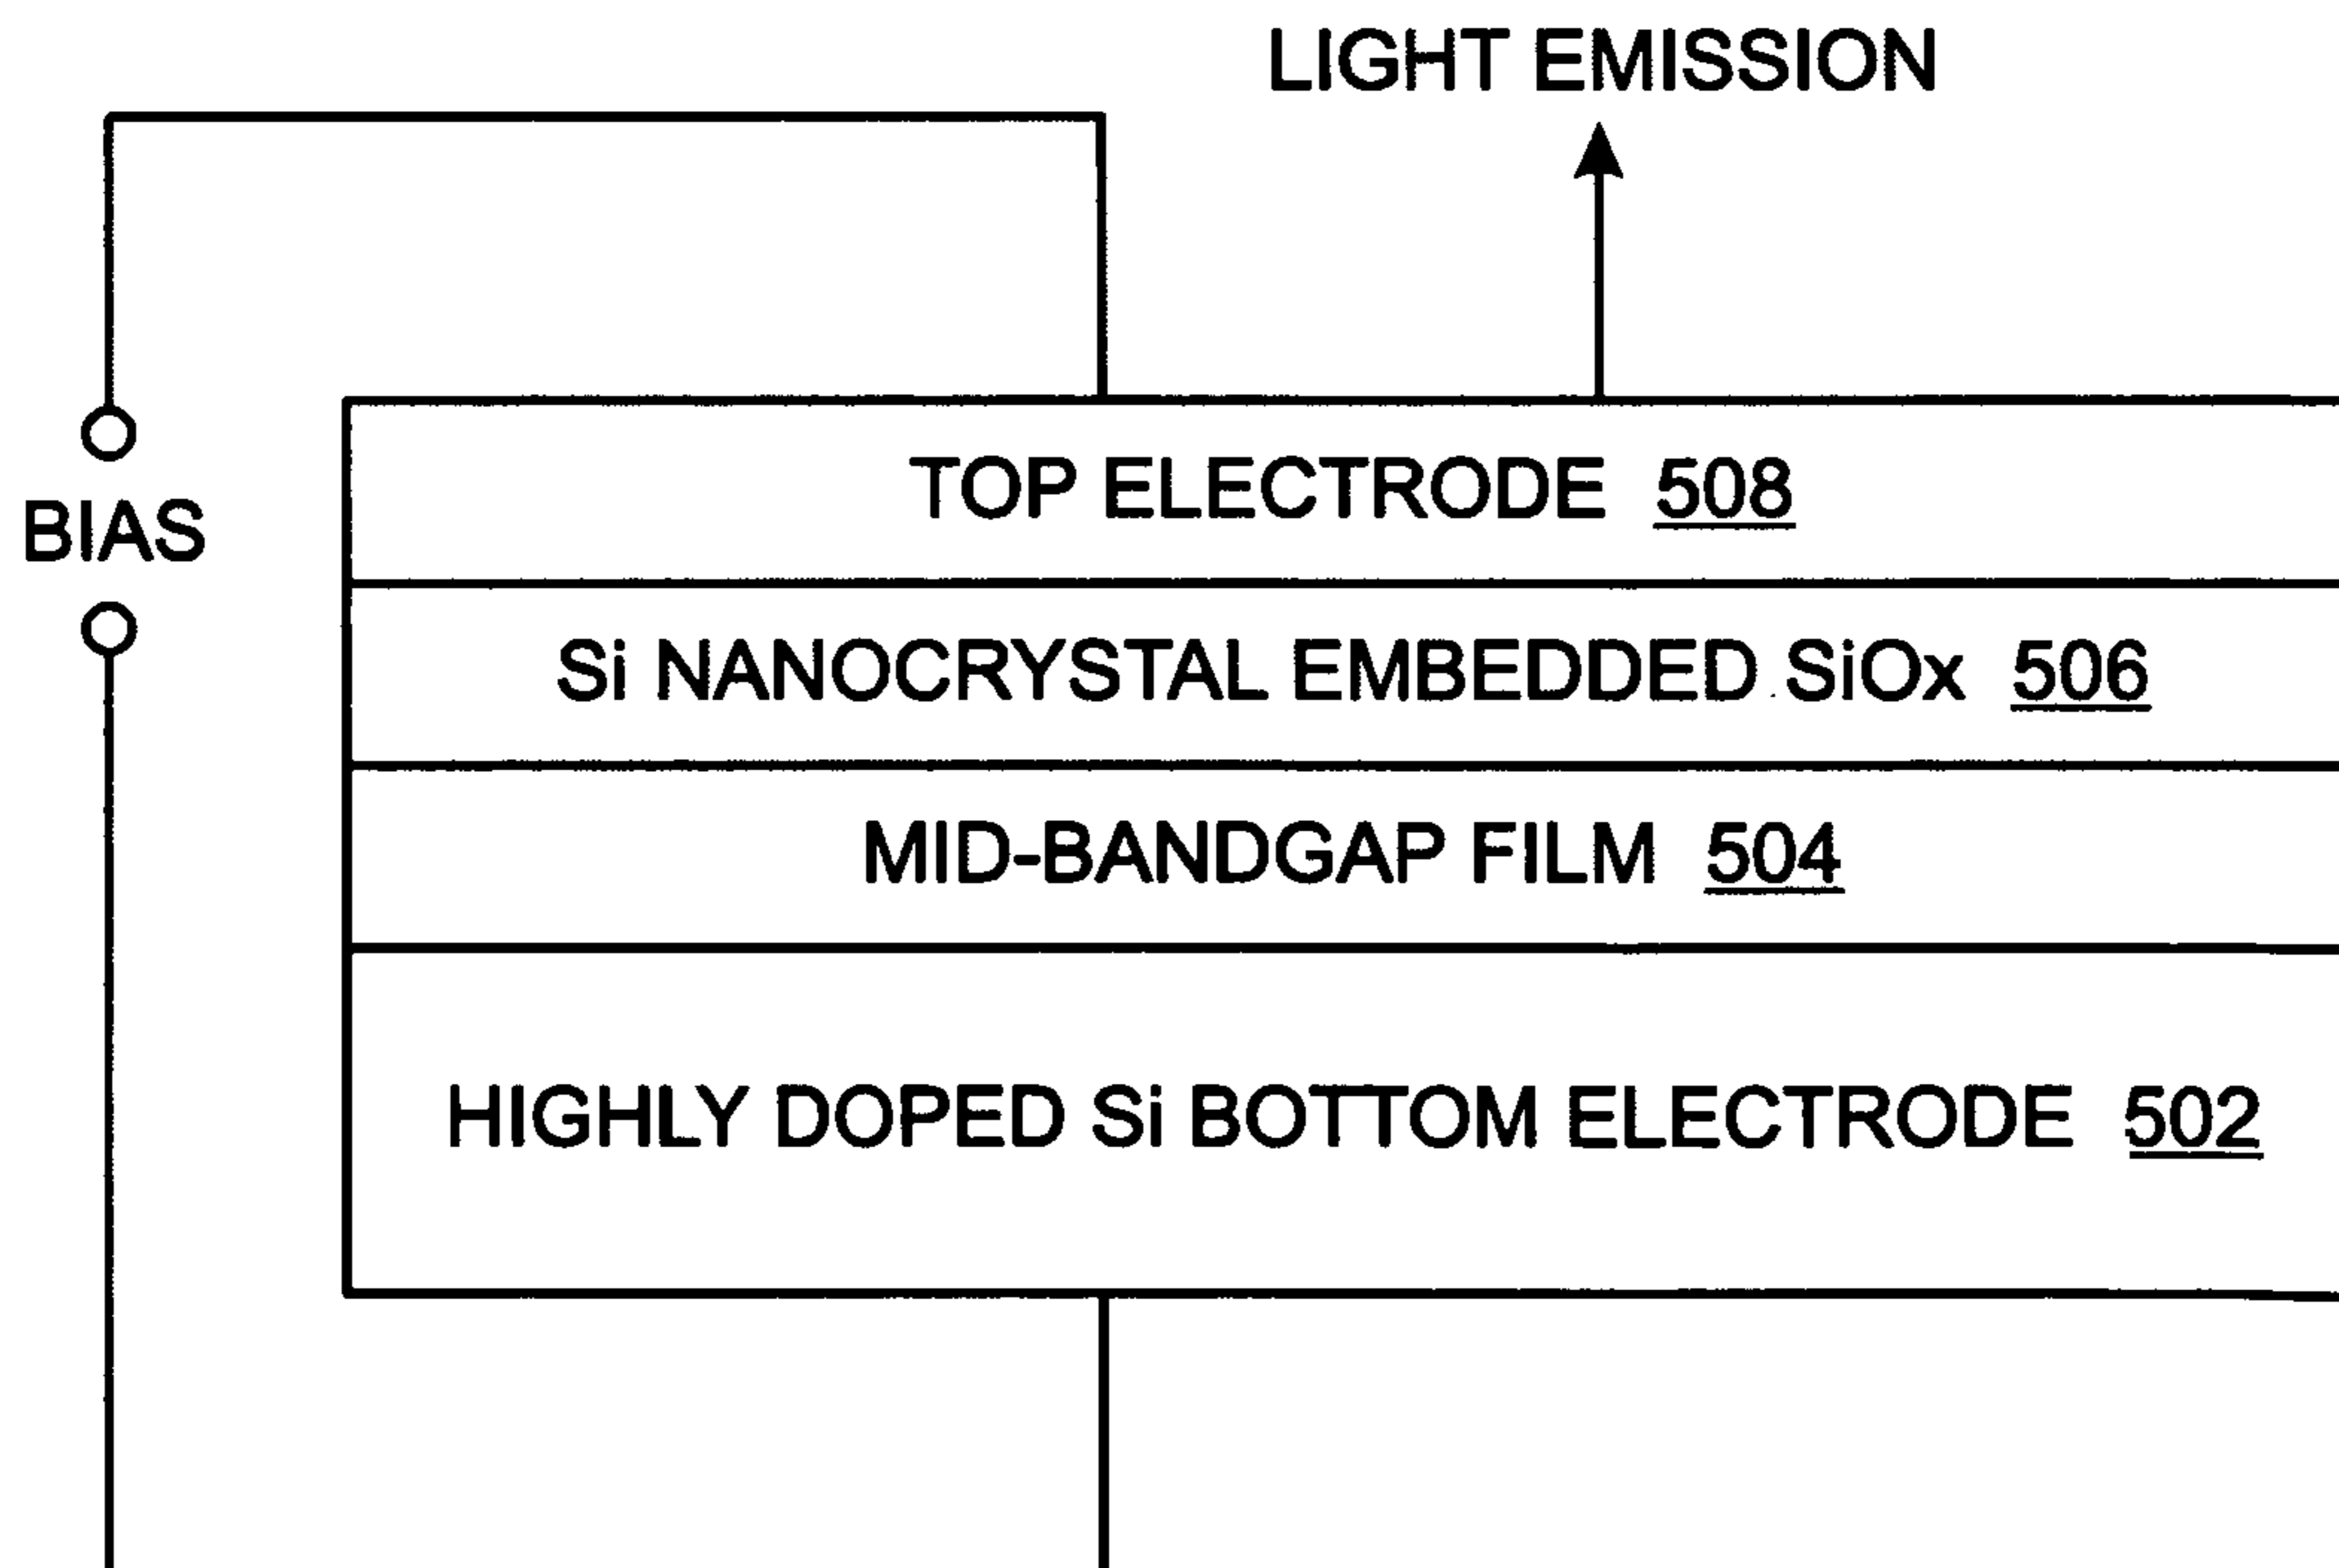 LIGHT EMISSION
BIAS
TOP ELECTRODE 508
Si NANOCRYSTAL EMBEDDED SiOx 506
MID-BANDGAP FILM 504
HIGHLY DOPED Si BOTTOM ELECTRODE 502